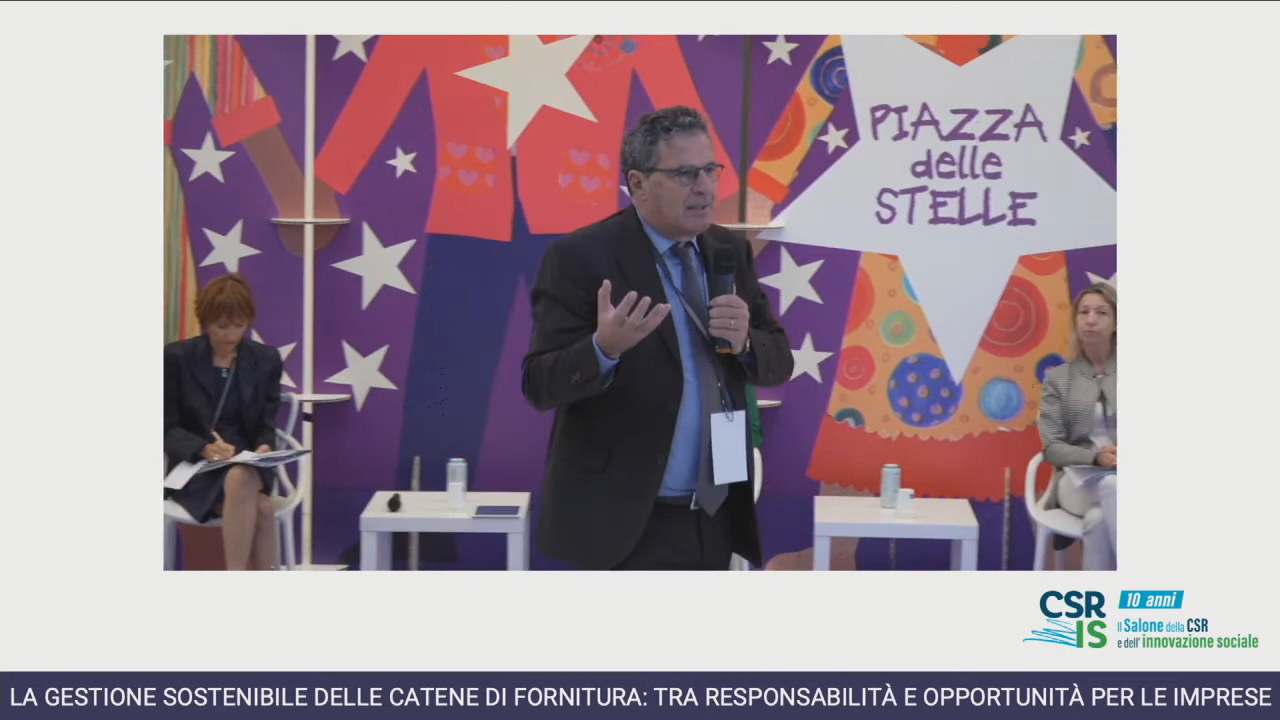 PIAZZA
delle
STELLE
CSR
IS
10 anni
Il Salone della CSR
e dell'innovazione sociale
LA GESTIONE SOSTENIBILE DELLE CATENE DI FORNITURA: TRA RESPONSABILITÀ E OPPORTUNITÀ PER LE IMPRESE